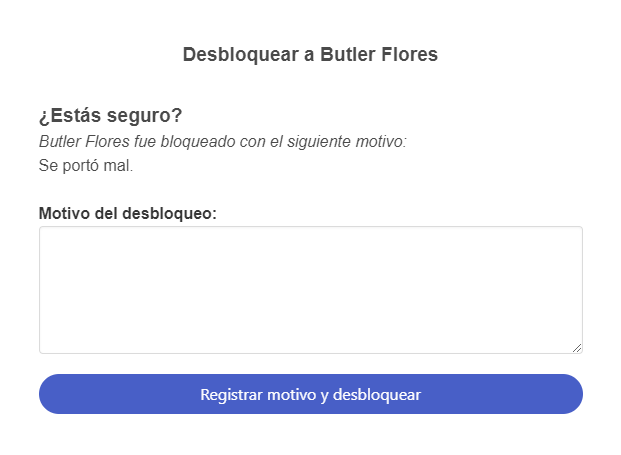 Desbloquear a Butler Flores
¿Estás seguro?
Butler Flores fue bloqueado con el siguiente motivo:
Se portó mal.
Motivo del desbloqueo:
Registrar motivo y desbloquear